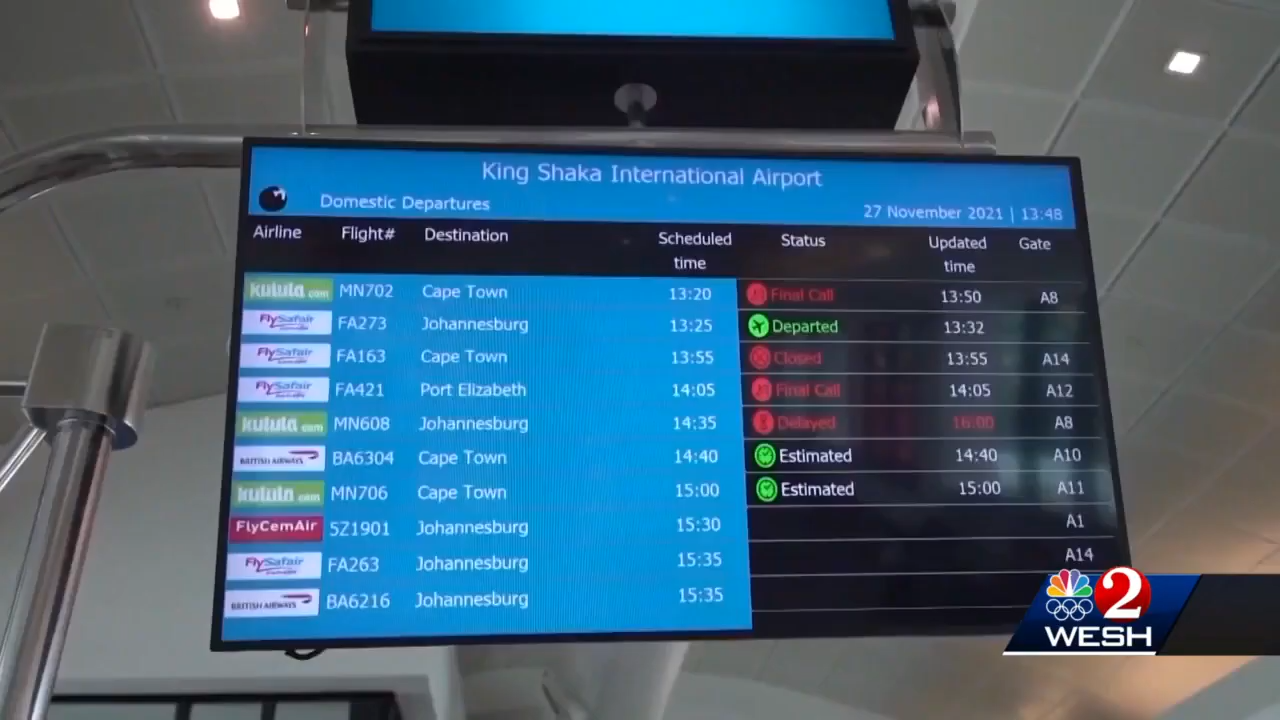 King Shaka International Airport
Domestic Departures
27 November 2021 | 13:48
Airline Flight# Destination Scheduled time Status Updated time Gate
kulula.com MN702 Cape Town 13:20 Final Call 13:50 A8
FlySafair FA273 Johannesburg 13:25 Departed 13:32
FlySafair FA163 Cape Town 13:55 Closed 13:55 A14
FlySafair FA421 Port Elizabeth 14:05 Final Call 14:05 A12
kulula.com MN608 Johannesburg 14:35 Delayed 16:00 A8
BRITISH AIRWAYS BA6304 Cape Town 14:40 Estimated 14:40 A10
kulula.com MN706 Cape Town 15:00 Estimated 15:00 A11
FlyCemAir 5Z1901 Johannesburg 15:30 A1
FlySafair FA263 Johannesburg 15:35 A14
BRITISH AIRWAYS BA6216 Johannesburg 15:35
2
WESH